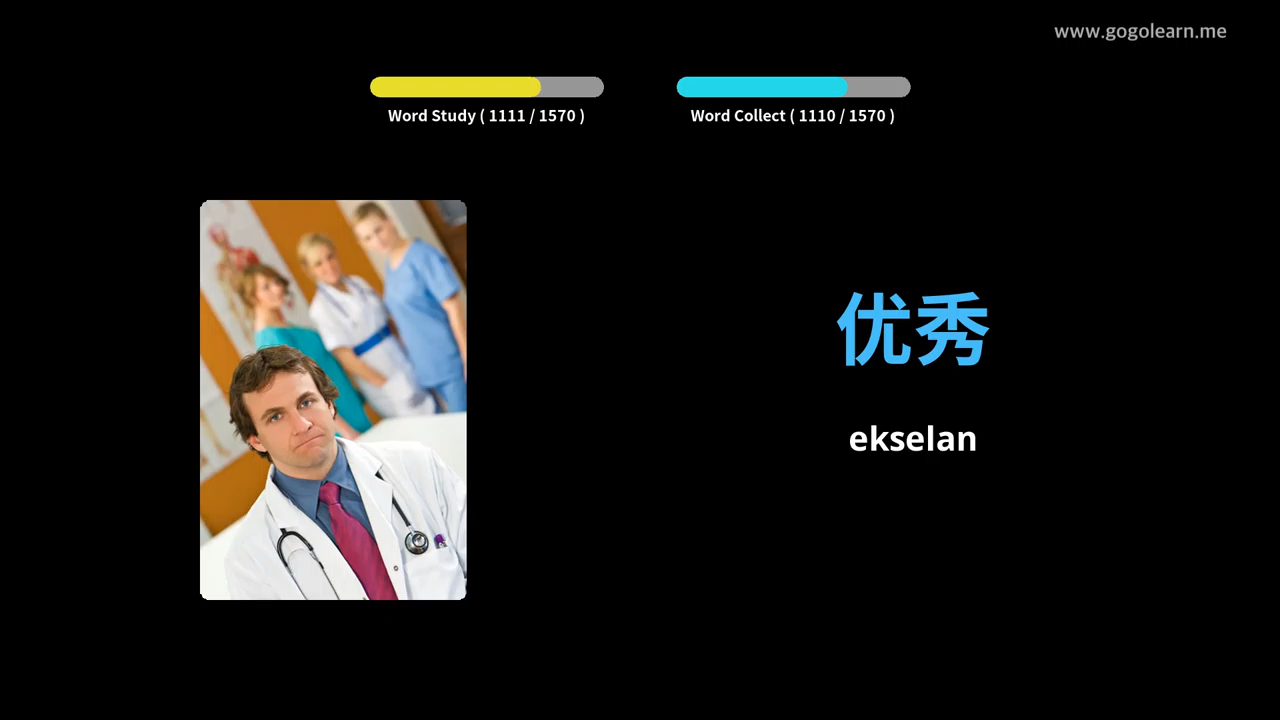 www.gogolearn.me
Word Study ( 1111 / 1570 )
Word Collect ( 1110 / 1570 )
优秀
ekselan